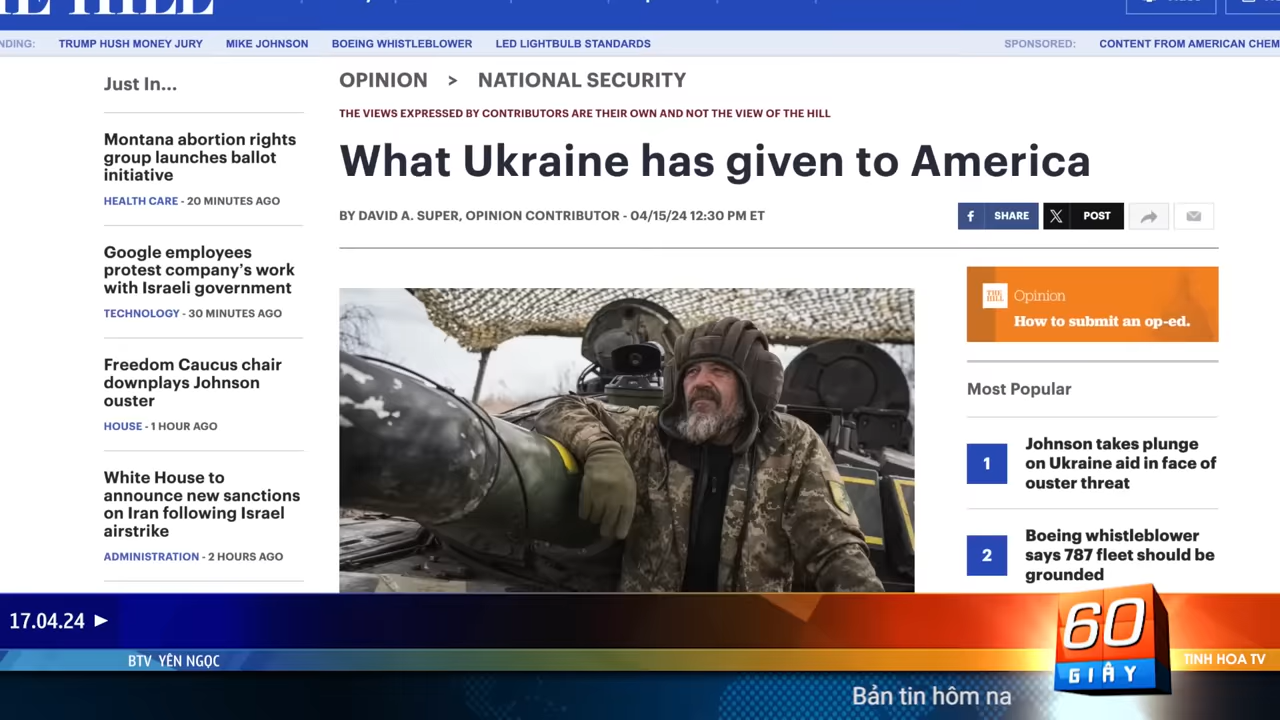 TRUMP HUSH MONEY JURY MIKE JOHNSON BOEING WHISTLEBLOWER LED LIGHTBULB STANDARDS SPONSORED: CONTENT FROM AMERICAN CHEM
Just In...
Montana abortion rights
group launches ballot
initiative
HEALTH CARE - 20 MINUTES AGO
Google employees
protest company's work
with Israeli government
TECHNOLOGY - 30 MINUTES AGO
Freedom Caucus chair
downplays Johnson
ouster
HOUSE - 1 HOUR AGO
White House to
announce new sanctions
on Iran following Israel
airstrike
ADMINISTRATION - 2 HOURS AGO
OPINION > NATIONAL SECURITY
THE VIEWS EXPRESSED BY CONTRIBUTORS ARE THEIR OWN AND NOT THE VIEW OF THE HILL
What Ukraine has given to America
BY DAVID A. SUPER, OPINION CONTRIBUTOR - 04/15/24 12:30 PM ET
SHARE POST
THE
HILL
Opinion
How to submit an op-ed.
Most Popular
1
Johnson takes plunge
on Ukraine aid in face of
ouster threat
2
Boeing whistleblower
says 787 fleet should be
grounded
17.04.24
BTV YÊN NGỌC
60
GIÂY
TINH HOA TV
Bản tin hôm na